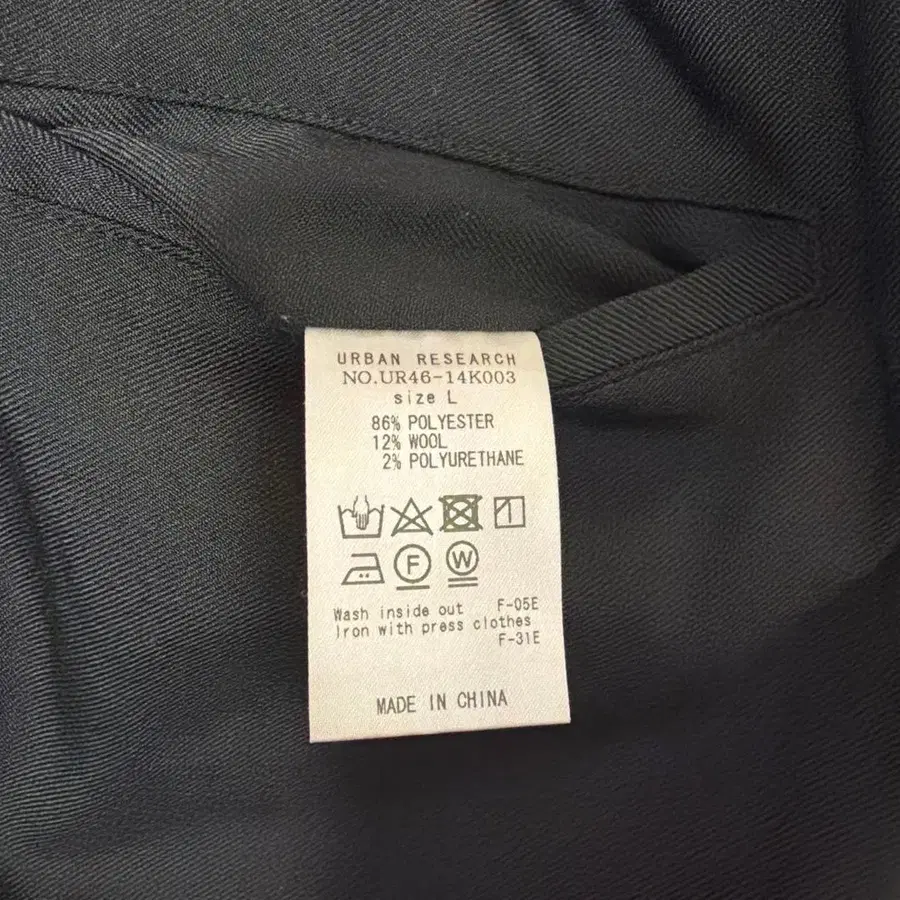 URBAN RESEARCH
NO.UR46-14K003
size L
86% POLYESTER
12% WOOL
2% POLYURETHANE
F
W
Wash inside out F-05E
Iron with press clothes
F-31E
MADE IN CHINA